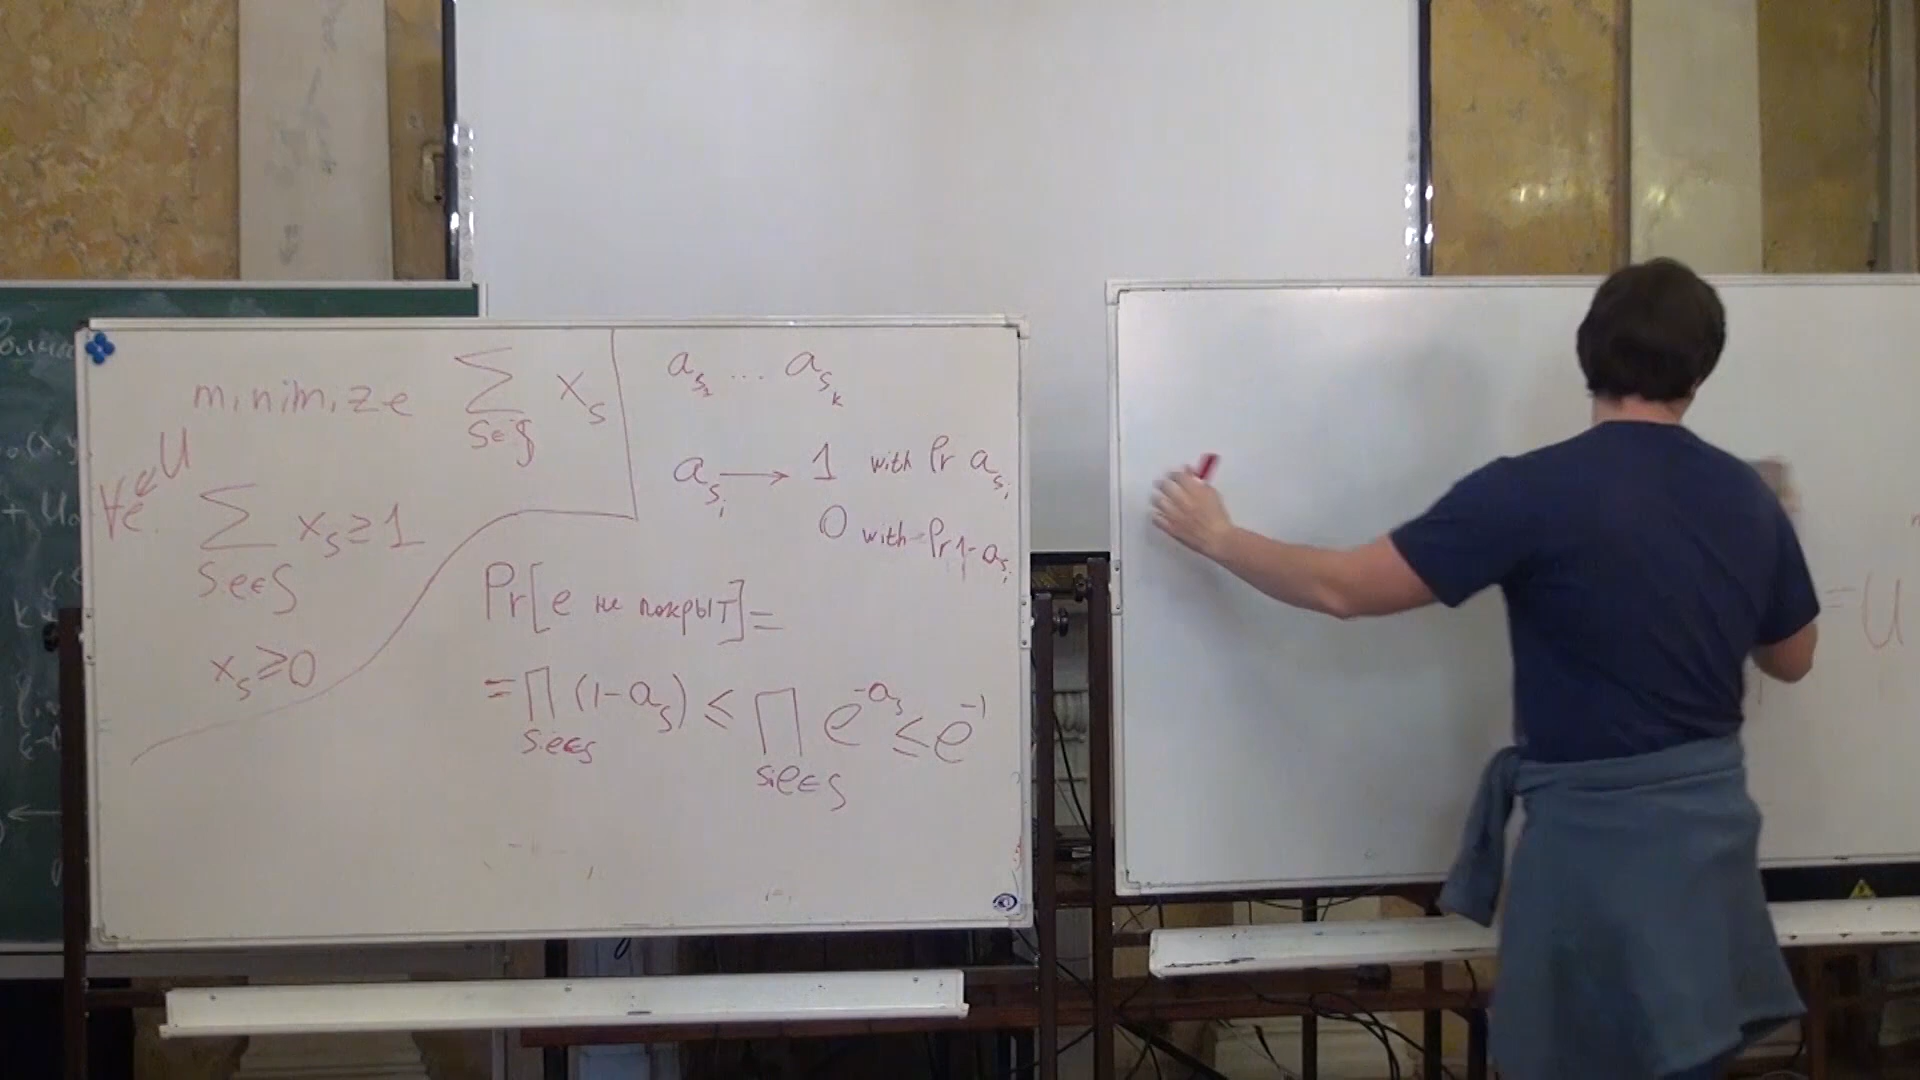 minimize ∑ x_s
S∈S
∀e∈U
∑ x_s ≥ 1
S:e∈S
x_s ≥ 0
a_{s_1} ... a_{s_k}
a_{s_i} → 1 with Pr a_{s_i}
0 with Pr 1-a_{s_i}
Pr[e не покрыт] =
= ∏ (1-a_s) ≤ ∏ e^{-a_s} ≤ e^{-1}
S:e∈S S:e∈S
= U